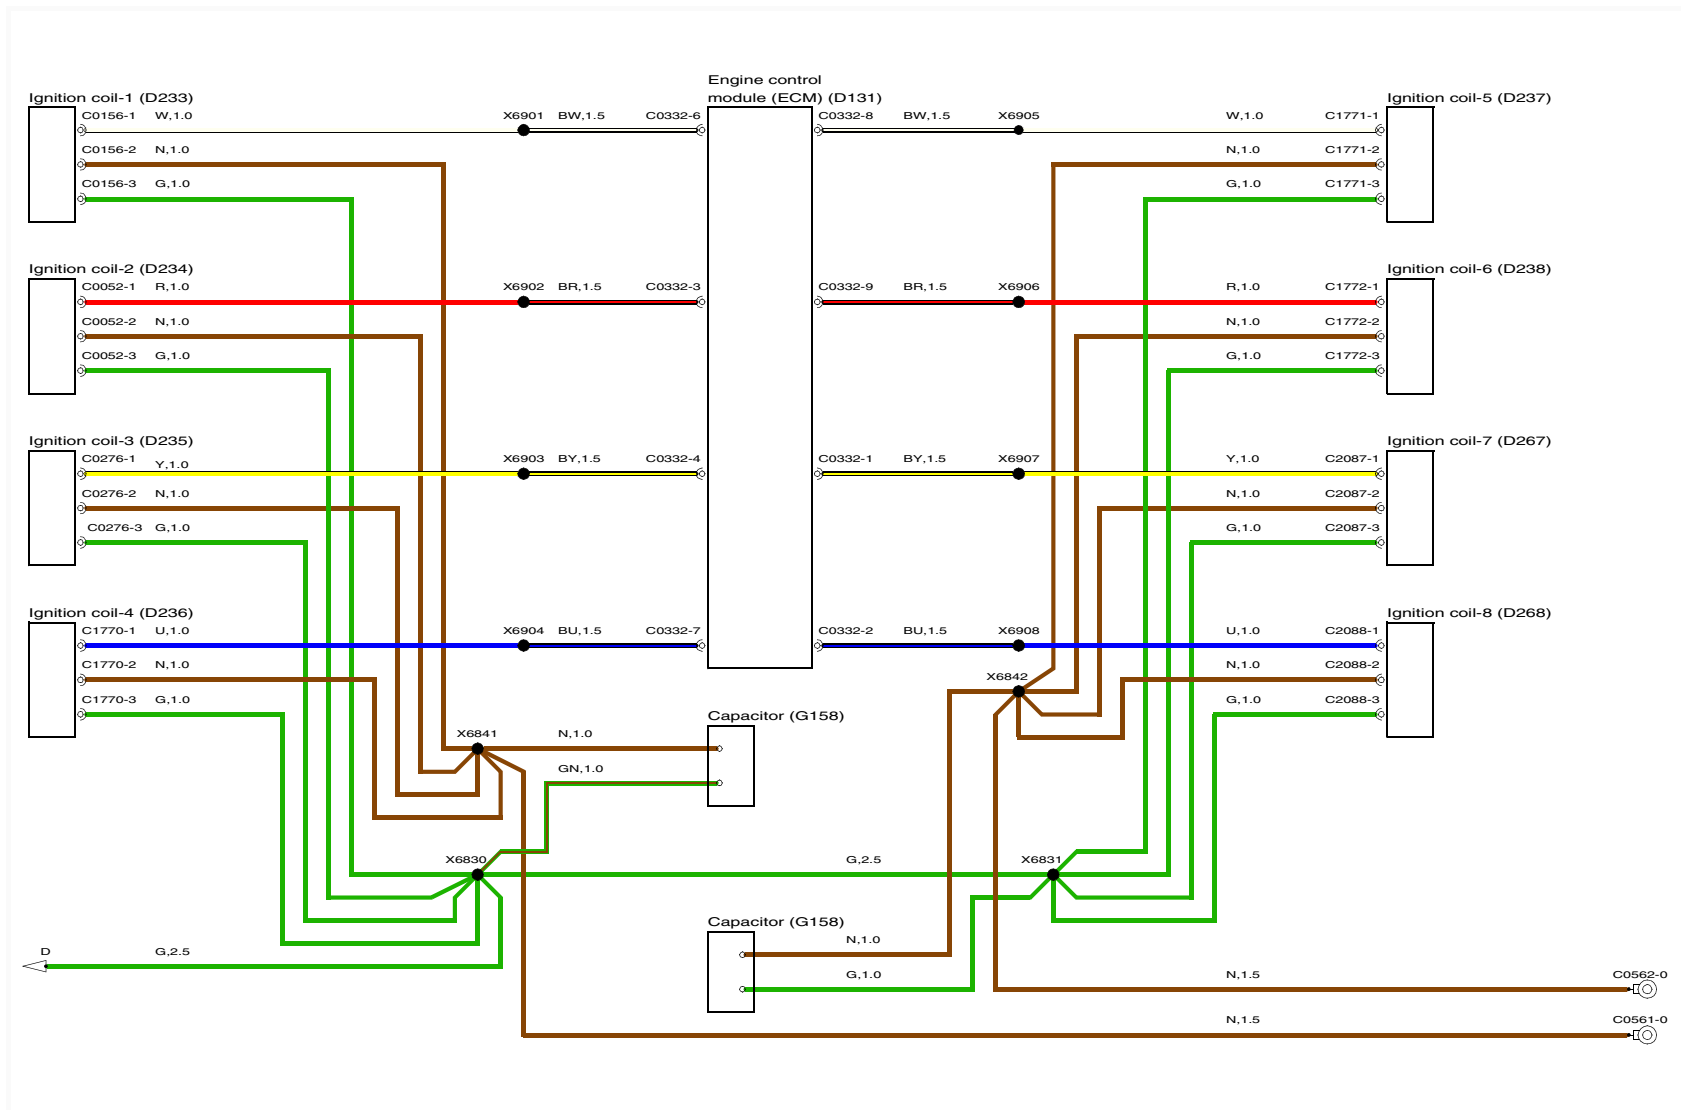 Engine control
Ignition coil-1 (D233)
module (ECM) (D131)
Ignition coil-5 (D237)
C0156-1 W,1.0 X6901 BW,1.5 C0332-6 C0332-8 BW,1.5 X6905 W,1.0 C1771-1
C0156-2 N,1.0 N,1.0 C1771-2
C0156-3 G,1.0 G,1.0 C1771-3
Ignition coil-2 (D234)
Ignition coil-6 (D238)
C0052-1 R,1.0 X6902 BR,1.5 C0332-3 C0332-9 BR,1.5 X6906 R,1.0 C1772-1
C0052-2 N,1.0 N,1.0 C1772-2
C0052-3 G,1.0 G,1.0 C1772-3
Ignition coil-3 (D235)
Ignition coil-7 (D267)
C0276-1 Y,1.0 X6903 BY,1.5 C0332-4 C0332-1 BY,1.5 X6907 Y,1.0 C2087-1
C0276-2 N,1.0 N,1.0 C2087-2
C0276-3 G,1.0 G,1.0 C2087-3
Ignition coil-4 (D236)
Ignition coil-8 (D268)
C1770-1 U,1.0 X6904 BU,1.5 C0332-7 C0332-2 BU,1.5 X6908 U,1.0 C2088-1
C1770-2 N,1.0 N,1.0 C2088-2
X6842
C1770-3 G,1.0 G,1.0 C2088-3
Capacitor (G158)
X6841 N,1.0
GN,1.0
X6830 G,2.5 X6831
Capacitor (G158)
N,1.0
D G,2.5
G,1.0 N,1.5 C0562-0
N,1.5 C0561-0